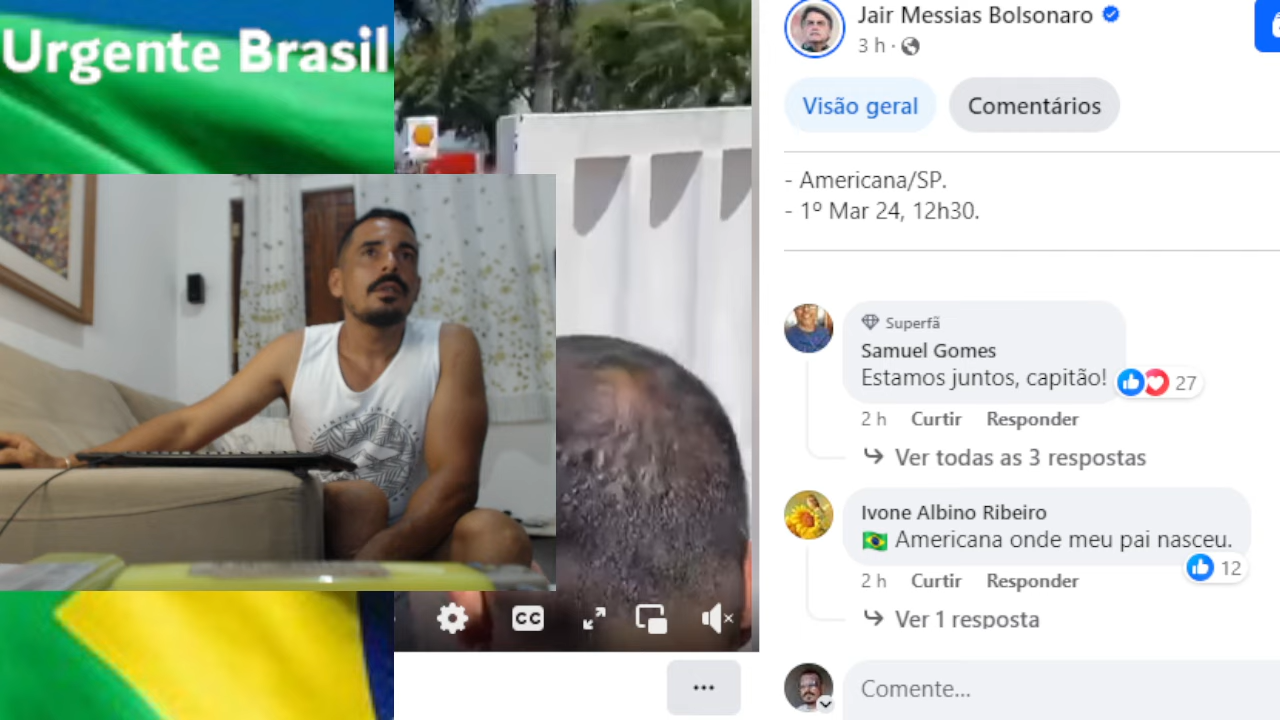 Urgente Brasil
Jair Messias Bolsonaro
3 h ·
Visão geral
Comentários
- Americana/SP.
- 1º Mar 24, 12h30.
Superfã
Samuel Gomes
Estamos juntos, capitão!
27
2 h Curtir Responder
Ver todas as 3 respostas
Ivone Albino Ribeiro
🇧🇷 Americana onde meu pai nasceu.
12
2 h Curtir Responder
Ver 1 resposta
CC
Comente...